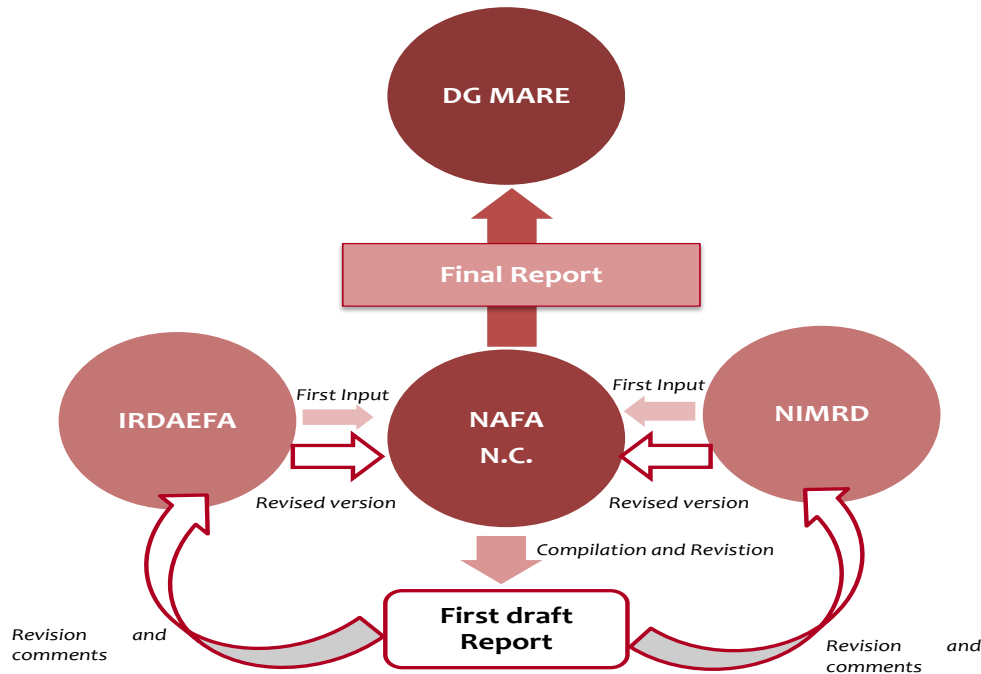 DG MARE
Final Report
First Input
First Input
IRDAEFA
NAFA
N.C.
NIMRD
Revised version
Revised version
Compilation and Revistion
First draft
Report
Revision and
comments
Revision and
comments